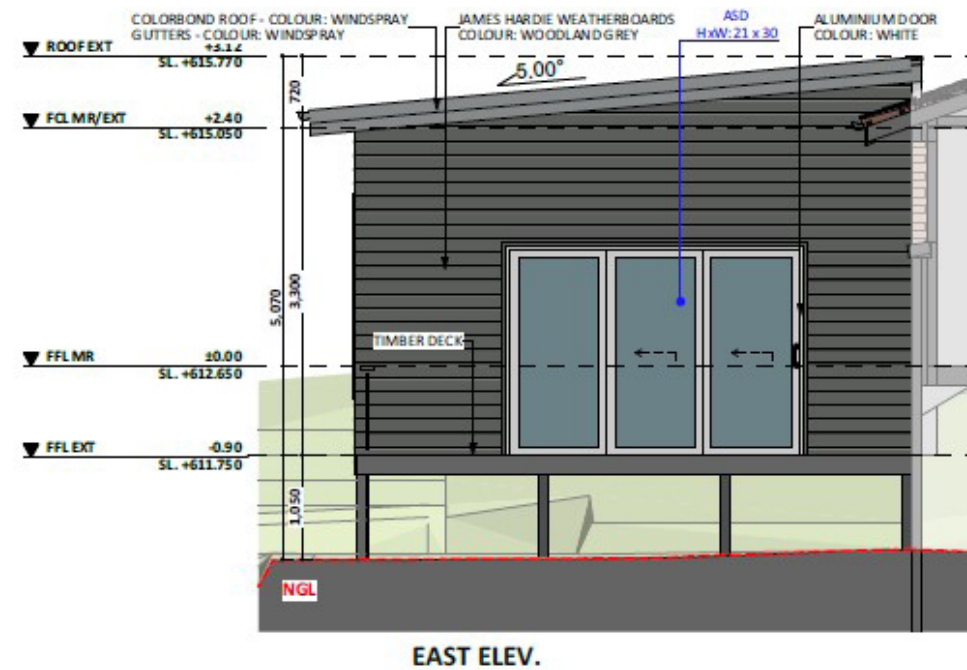 COLORBOND ROOF - COLOUR: WINDSPRAY
GUTTERS - COLOUR: WINDSPRAY
JAMES HARDIE WEATHERBOARDS
COLOUR: WOODLAND GREY
ASD
HxW: 21 x 30
ALUMINIUM DOOR
COLOUR: WHITE
ROOF EXT +3.12
SL. +615.770
5.00°
720
FCL MR/EXT +2.40
SL. +615.050
5,070
3,300
TIMBER DECK
FFL MR ±0.00
SL. +612.650
FFL EXT -0.90
SL. +611.750
1,050
NGL
EAST ELEV.